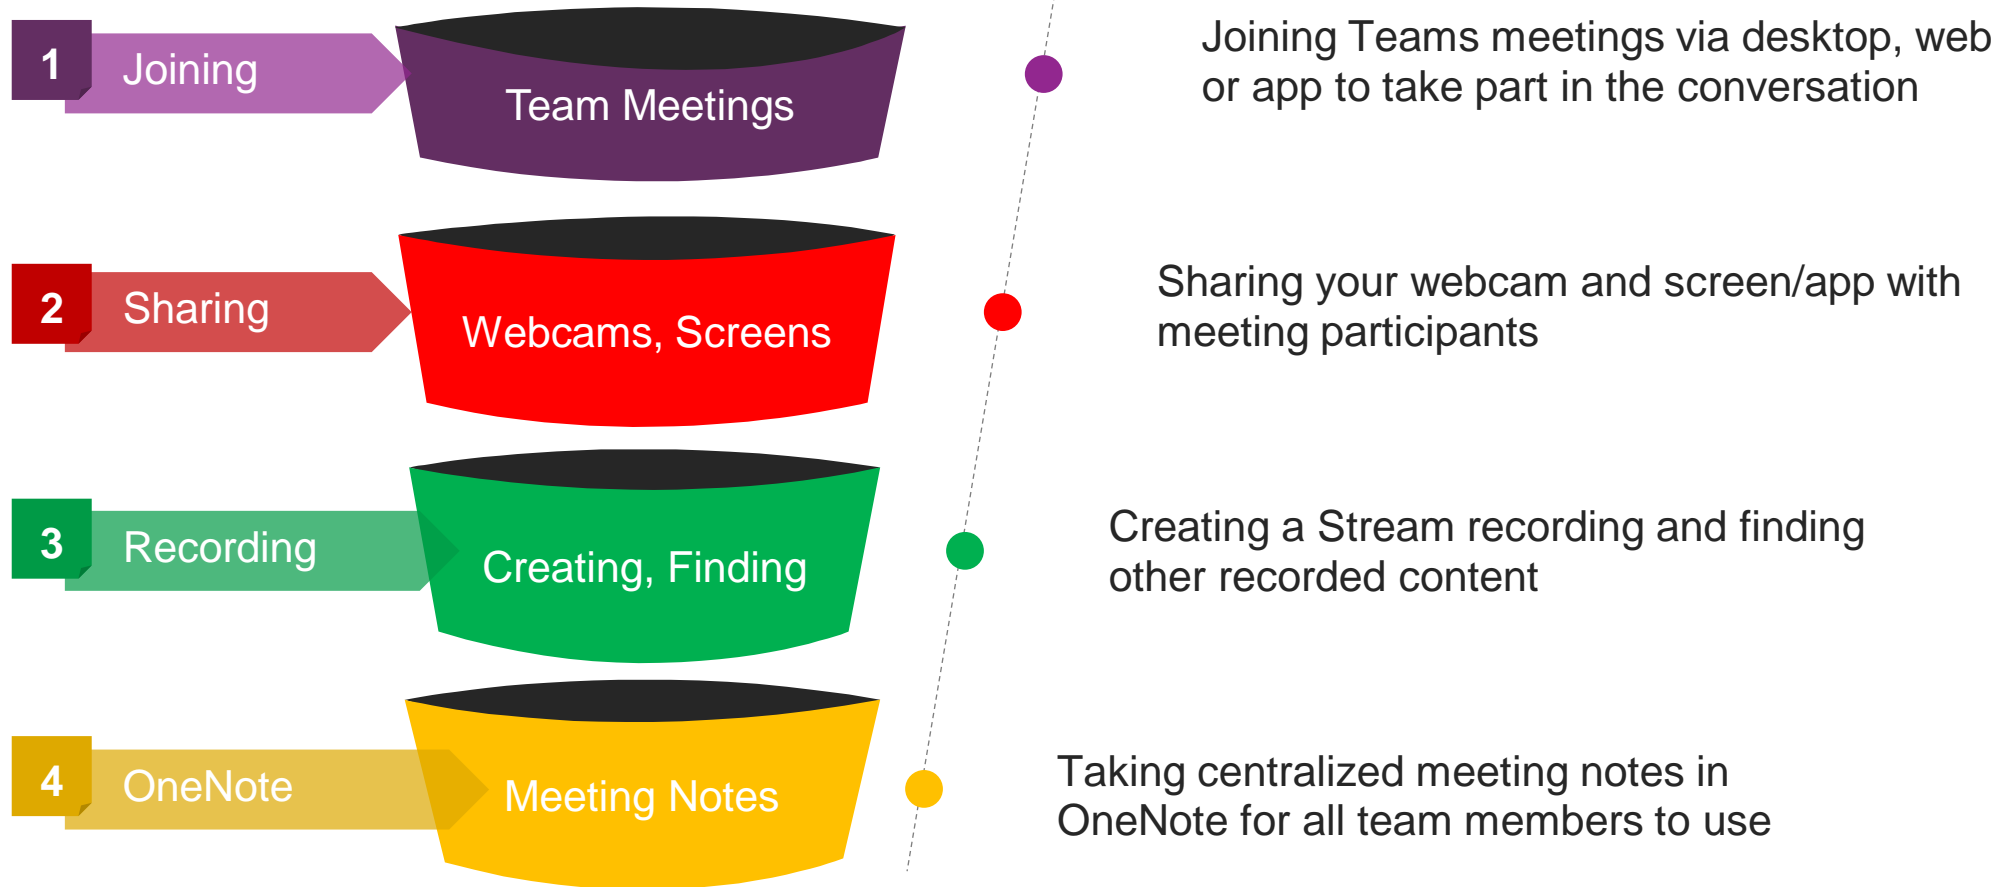 1
Joining
Team Meetings
Joining Teams meetings via desktop, web
or app to take part in the conversation
2
Sharing
Webcams, Screens
Sharing your webcam and screen/app with
meeting participants
3
Recording
Creating, Finding
Creating a Stream recording and finding
other recorded content
4
OneNote
Meeting Notes
Taking centralized meeting notes in
OneNote for all team members to use